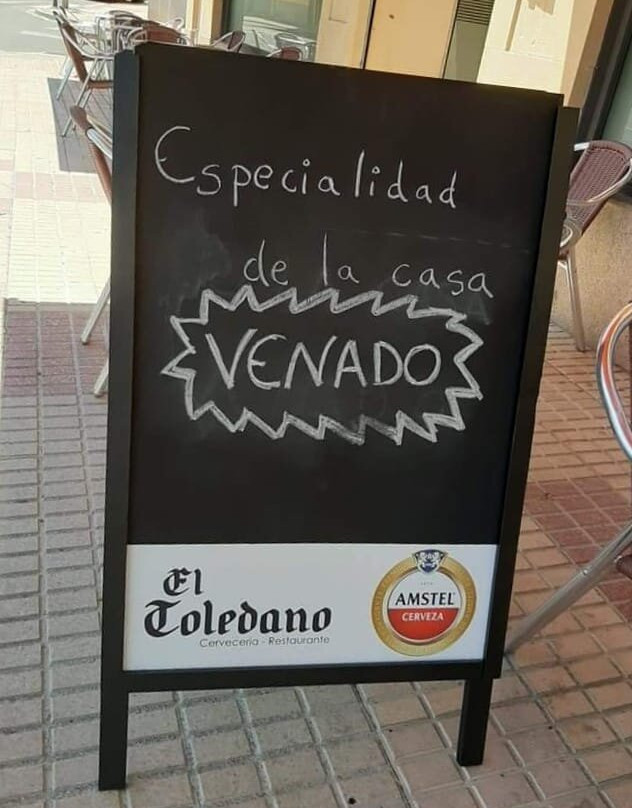 Especialidad
de la casa
VENADO
El
Toledano
Cervecería - Restaurante
AMSTEL
CERVEZA